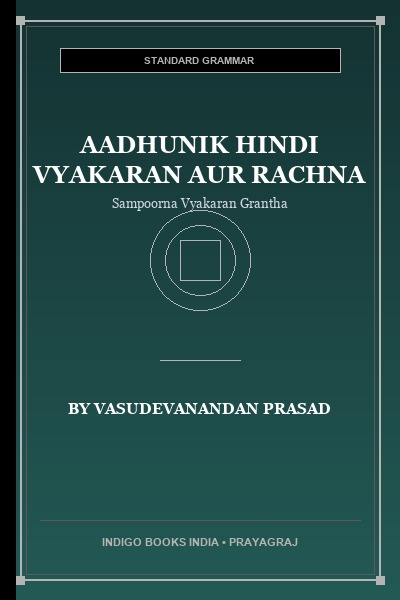 STANDARD GRAMMAR
AADHUNIK HINDI
VYAKARAN AUR RACHNA
Sampoorna Vyakaran Grantha
BY VASUDEVANANDAN PRASAD
INDIGO BOOKS INDIA • PRAYAGRAJ